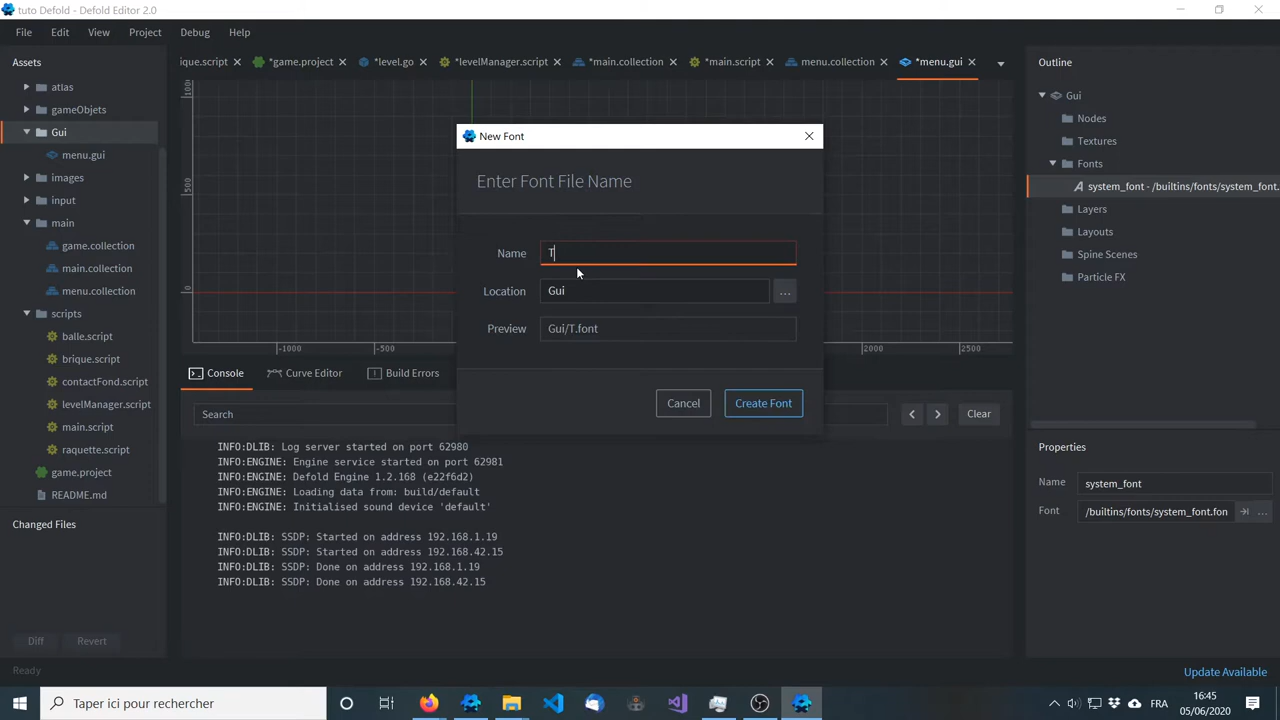 tuto Defold - Defold Editor 2.0
File Edit View Project Debug Help
Assets
atlas
gameObjets
Gui
menu.gui
images
input
main
game.collection
main.collection
menu.collection
scripts
balle.script
brique.script
contactFond.script
levelManager.script
main.script
raquette.script
game.project
README.md
Changed Files
Diff Revert
Ready
ique.script *game.project *level.go *levelManager.script *main.collection *main.script menu.collection *menu.gui
1000
500
0
-1000 -500 2000 2500
New Font
Enter Font File Name
Name T
Location Gui ...
Preview Gui/T.font
Cancel Create Font
Console Curve Editor Build Errors
Search Clear
INFO:DLIB: Log server started on port 62980
INFO:ENGINE: Engine service started on port 62981
INFO:ENGINE: Defold Engine 1.2.168 (e22f6d2)
INFO:ENGINE: Loading data from: build/default
INFO:ENGINE: Initialised sound device 'default'
INFO:DLIB: SSDP: Started on address 192.168.1.19
INFO:DLIB: SSDP: Started on address 192.168.42.15
INFO:DLIB: SSDP: Done on address 192.168.1.19
INFO:DLIB: SSDP: Done on address 192.168.42.15
Outline
Gui
Nodes
Textures
Fonts
system_font - /builtins/fonts/system_font.
Layers
Layouts
Spine Scenes
Particle FX
Properties
Name system_font
Font /builtins/fonts/system_font.fon ...
Update Available
Taper ici pour rechercher
FRA
16:45
05/06/2020